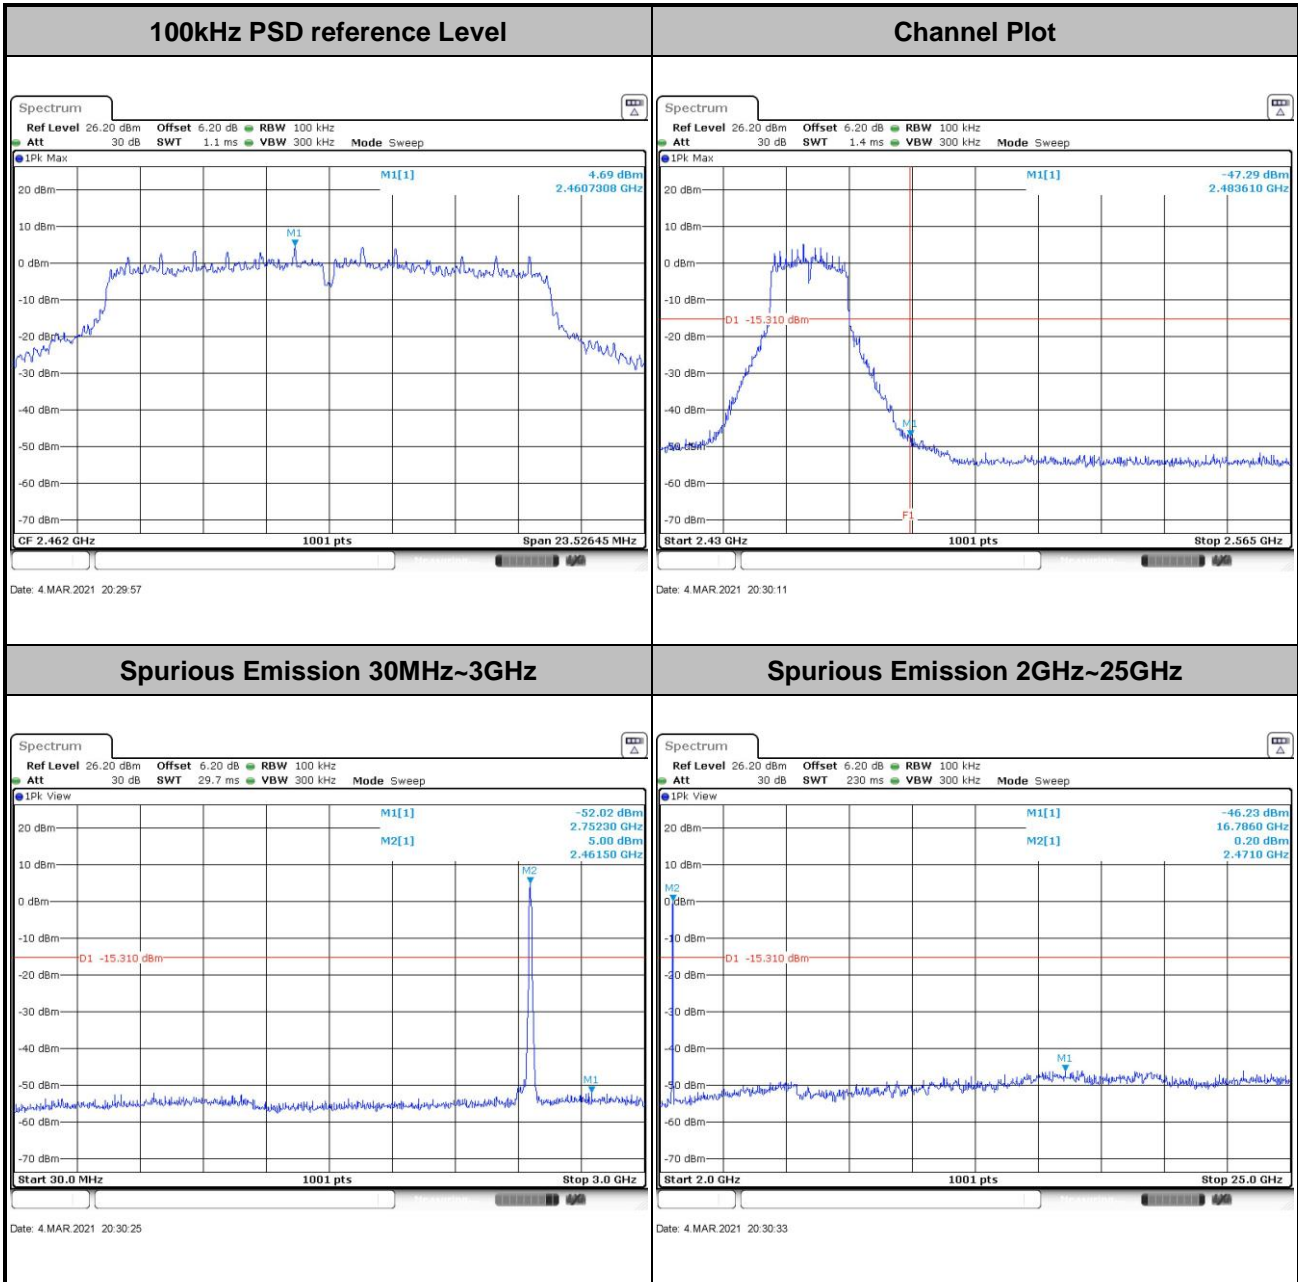 100kHz PSD reference Level
Spectrum
Ref Level 26.20 dBm Offset 6.20 dB RBW 100 kHz
Att 30 dB SWT 1.1 ms VBW 300 kHz Mode Sweep
1Pk Max
M1[1] 4.69 dBm
2.4607308 GHz
20 dBm
10 dBm
M1
0 dBm
-10 dBm
-20 dBm
-30 dBm
-40 dBm
-50 dBm
-60 dBm
-70 dBm
CF 2.462 GHz 1001 pts Span 23.52645 MHz
Date: 4.MAR.2021 20:29:57
Channel Plot
Spectrum
Ref Level 26.20 dBm Offset 6.20 dB RBW 100 kHz
Att 30 dB SWT 1.4 ms VBW 300 kHz Mode Sweep
1Pk Max
M1[1] -47.29 dBm
2.483610 GHz
20 dBm
10 dBm
0 dBm
-10 dBm
D1 -15.310 dBm
-20 dBm
-30 dBm
-40 dBm
M1
-50 dBm
-60 dBm
-70 dBm
F1
Start 2.43 GHz 1001 pts Stop 2.565 GHz
Date: 4.MAR.2021 20:30:11
Spurious Emission 30MHz~3GHz
Spectrum
Ref Level 26.20 dBm Offset 6.20 dB RBW 100 kHz
Att 30 dB SWT 29.7 ms VBW 300 kHz Mode Sweep
1Pk View
M1[1] -52.02 dBm
2.75230 GHz
M2[1] 5.00 dBm
2.46150 GHz
20 dBm
10 dBm
M2
0 dBm
-10 dBm
D1 -15.310 dBm
-20 dBm
-30 dBm
-40 dBm
M1
-50 dBm
-60 dBm
-70 dBm
Start 30.0 MHz 1001 pts Stop 3.0 GHz
Date: 4.MAR.2021 20:30:25
Spurious Emission 2GHz~25GHz
Spectrum
Ref Level 26.20 dBm Offset 6.20 dB RBW 100 kHz
Att 30 dB SWT 230 ms VBW 300 kHz Mode Sweep
1Pk View
M1[1] -46.23 dBm
16.7860 GHz
M2[1] 0.20 dBm
2.4710 GHz
20 dBm
10 dBm
M2
0 dBm
-10 dBm
D1 -15.310 dBm
-20 dBm
-30 dBm
-40 dBm
M1
-50 dBm
-60 dBm
-70 dBm
Start 2.0 GHz 1001 pts Stop 25.0 GHz
Date: 4.MAR.2021 20:30:33